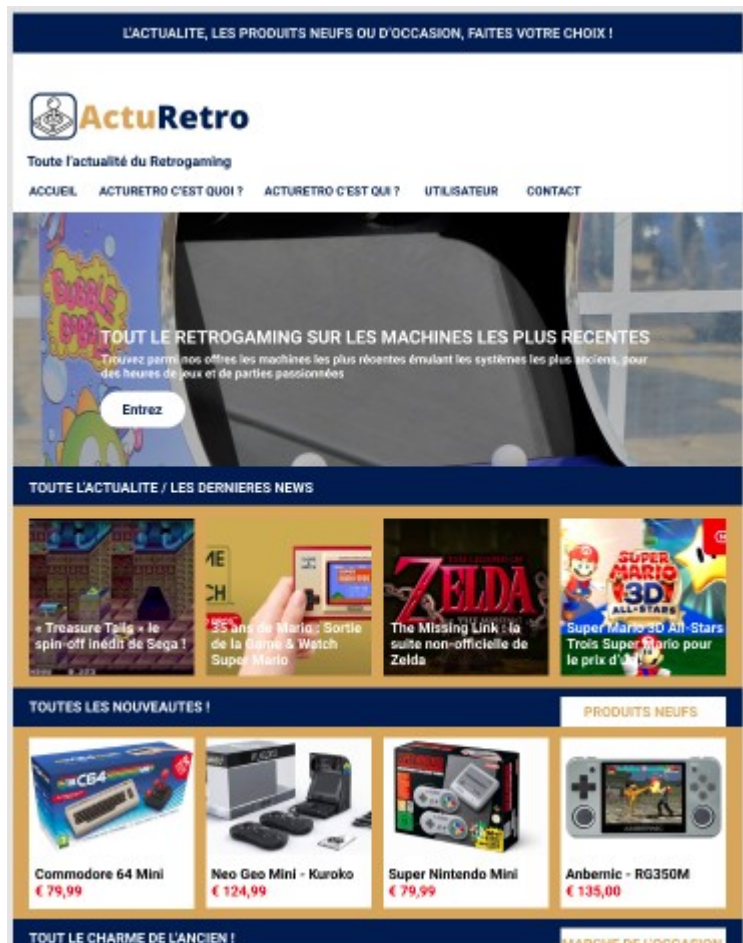 L'ACTUALITE, LES PRODUITS NEUFS OU D'OCCASION, FAITES VOTRE CHOIX !
ActuRetro
Toute l'actualité du Retrogaming
ACCUEIL ACTURETRO C'EST QUOI ? ACTURETRO C'EST QUI ? UTILISATEUR CONTACT
BUBBLE
TOUT LE RETROGAMING SUR LES MACHINES LES PLUS RECENTES
Trouvez parmi nos offres les machines les plus récentes émulant les systèmes les plus anciens, pour
des heures de jeux et de parties passionnées
Entrez
TOUTE L'ACTUALITE / LES DERNIERES NEWS
« Treasure Tails » le
spin-off inédit de Sega !
35 ans de Mario : Sortie
de la Game & Watch
Super Mario
ZELDA
The Missing Link : la
suite non-officielle de
Zelda
SUPER
MARIO
3D
ALL-STARS
Super Mario 3D All-Stars
Trois Super Mario pour
le prix d'
TOUTES LES NOUVEAUTES !
PRODUITS NEUFS
C64
Commodore 64 Mini
€ 79,99
Neo Geo Mini - Kuroko
€ 124,99
Super Nintendo Mini
€ 79,99
ANBERNIC
Anbernic - RG350M
€ 135,00
TOUT LE CHARME DE L'ANCIEN !
MARCHE DE L'OCCASION